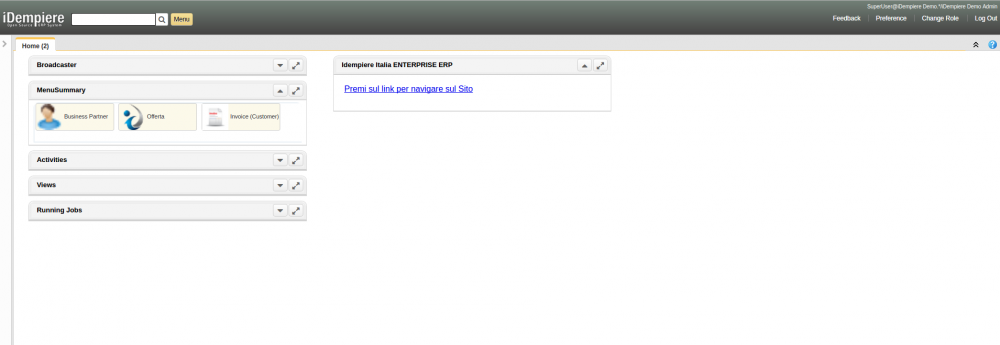 SuperUser@iDempiere Demo.*/iDempiere Demo Admin
iDempiere
Open Source ERP System
Menu
Feedback | Preference | Change Role | Log Out
Home (2)
Broadcaster
MenuSummary
Business Partner
Offerta
Invoice (Customer)
Activities
Views
Running Jobs
Idempiere Italia ENTERPRISE ERP
Premi sul link per navigare sul Sito